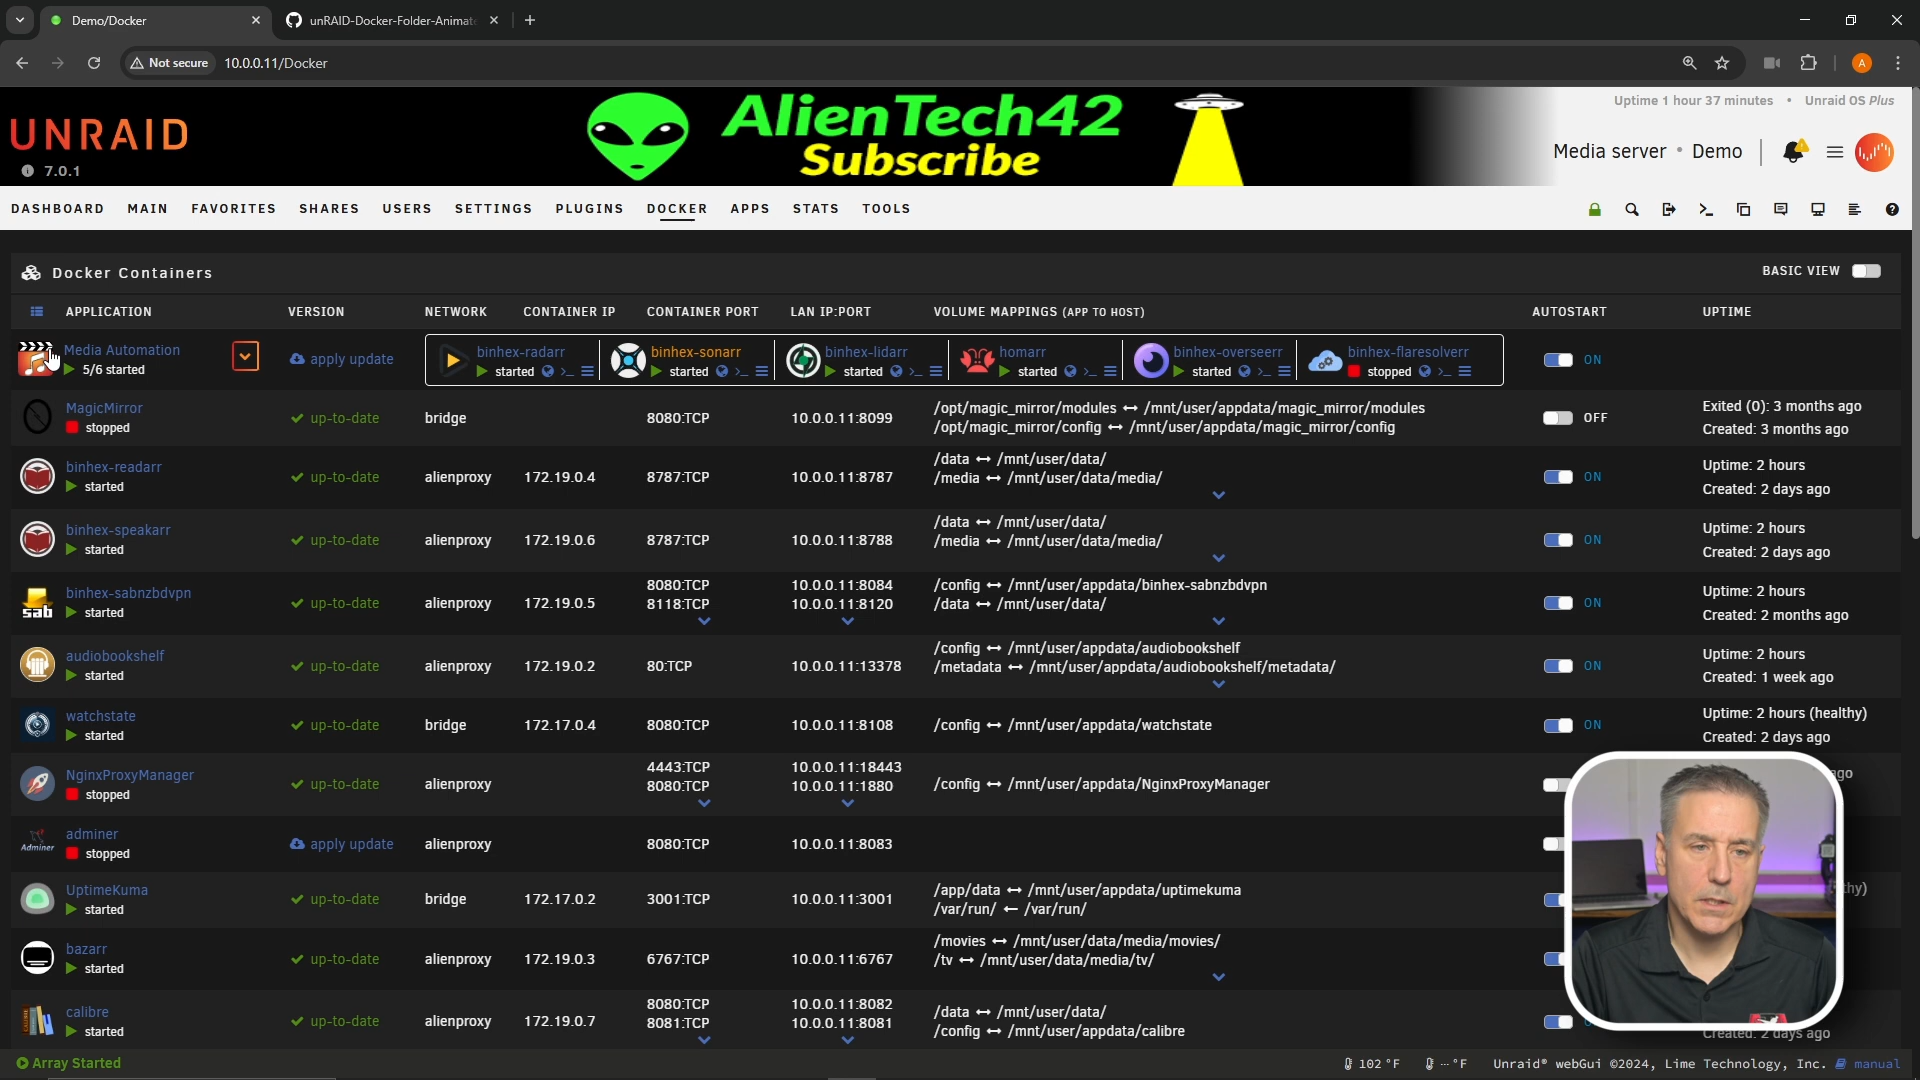 Demo/Docker
unRAID-Docker-Folder-Animate
Not secure
10.0.0.11/Docker
A
UNRAID
7.0.1
AlienTech42
Subscribe
Uptime 1 hour 37 minutes • Unraid OS Plus
Media server • Demo
DASHBOARD MAIN FAVORITES SHARES USERS SETTINGS PLUGINS DOCKER APPS STATS TOOLS
Docker Containers
BASIC VIEW
APPLICATION VERSION NETWORK CONTAINER IP CONTAINER PORT LAN IP:PORT VOLUME MAPPINGS (APP TO HOST) AUTOSTART UPTIME
Media Automation
5/6 started
apply update
binhex-radarr
started
binhex-sonarr
started
binhex-lidarr
started
homarr
started
binhex-overseerr
started
binhex-flaresolverr
stopped
ON
MagicMirror
stopped
up-to-date
bridge
8080:TCP
10.0.0.11:8099
/opt/magic_mirror/modules ↔ /mnt/user/appdata/magic_mirror/modules
/opt/magic_mirror/config ↔ /mnt/user/appdata/magic_mirror/config
OFF
Exited (0): 3 months ago
Created: 3 months ago
binhex-readarr
started
up-to-date
alienproxy
172.19.0.4
8787:TCP
10.0.0.11:8787
/data ↔ /mnt/user/data/
/media ↔ /mnt/user/data/media/
ON
Uptime: 2 hours
Created: 2 days ago
binhex-speakarr
started
up-to-date
alienproxy
172.19.0.6
8787:TCP
10.0.0.11:8788
/data ↔ /mnt/user/data/
/media ↔ /mnt/user/data/media/
ON
Uptime: 2 hours
Created: 2 days ago
sab
binhex-sabnzbdvpn
started
up-to-date
alienproxy
172.19.0.5
8080:TCP
8118:TCP
10.0.0.11:8084
10.0.0.11:8120
/config ↔ /mnt/user/appdata/binhex-sabnzbdvpn
/data ↔ /mnt/user/data/
ON
Uptime: 2 hours
Created: 2 months ago
audiobookshelf
started
up-to-date
alienproxy
172.19.0.2
80:TCP
10.0.0.11:13378
/config ↔ /mnt/user/appdata/audiobookshelf
/metadata ↔ /mnt/user/appdata/audiobookshelf/metadata/
ON
Uptime: 2 hours
Created: 1 week ago
watchstate
started
up-to-date
bridge
172.17.0.4
8080:TCP
10.0.0.11:8108
/config ↔ /mnt/user/appdata/watchstate
ON
Uptime: 2 hours (healthy)
Created: 2 days ago
NginxProxyManager
stopped
up-to-date
alienproxy
4443:TCP
8080:TCP
10.0.0.11:18443
10.0.0.11:1880
/config ↔ /mnt/user/appdata/NginxProxyManager
ago
Adminer
adminer
stopped
apply update
alienproxy
8080:TCP
10.0.0.11:8083
UptimeKuma
started
up-to-date
bridge
172.17.0.2
3001:TCP
10.0.0.11:3001
/app/data ↔ /mnt/user/appdata/uptimekuma
/var/run/ ← /var/run/
bazarr
started
up-to-date
alienproxy
172.19.0.3
6767:TCP
10.0.0.11:6767
/movies ↔ /mnt/user/data/media/movies/
/tv ↔ /mnt/user/data/media/tv/
calibre
started
up-to-date
alienproxy
172.19.0.7
8080:TCP
8081:TCP
10.0.0.11:8082
10.0.0.11:8081
/data ↔ /mnt/user/data/
/config ↔ /mnt/user/appdata/calibre
Created: 2 days ago
Array Started
102 °F
-- °F
Unraid® webGui ©2024, Lime Technology, Inc. manual